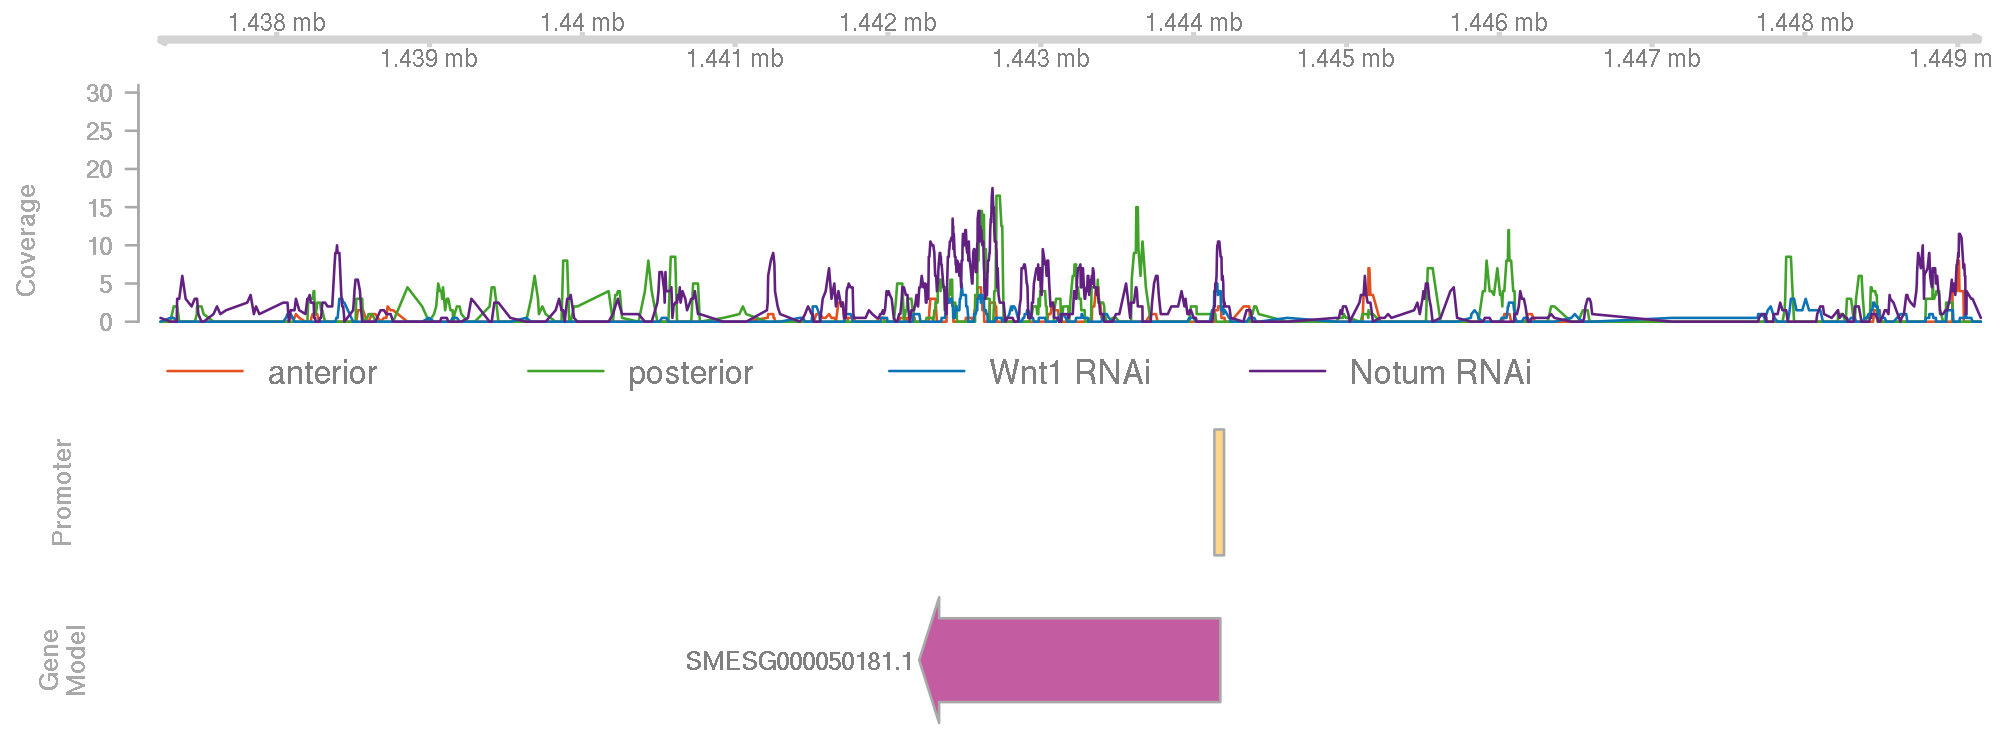 1.438 mb 1.44 mb 1.442 mb 1.444 mb 1.446 mb 1.448 mb
1.439 mb 1.441 mb 1.443 mb 1.445 mb 1.447 mb 1.449 m
30
25
20
15
10
5
0
Coverage
anterior posterior Wnt1 RNAi Notum RNAi
Promoter
Gene
Model
SMESG000050181.1